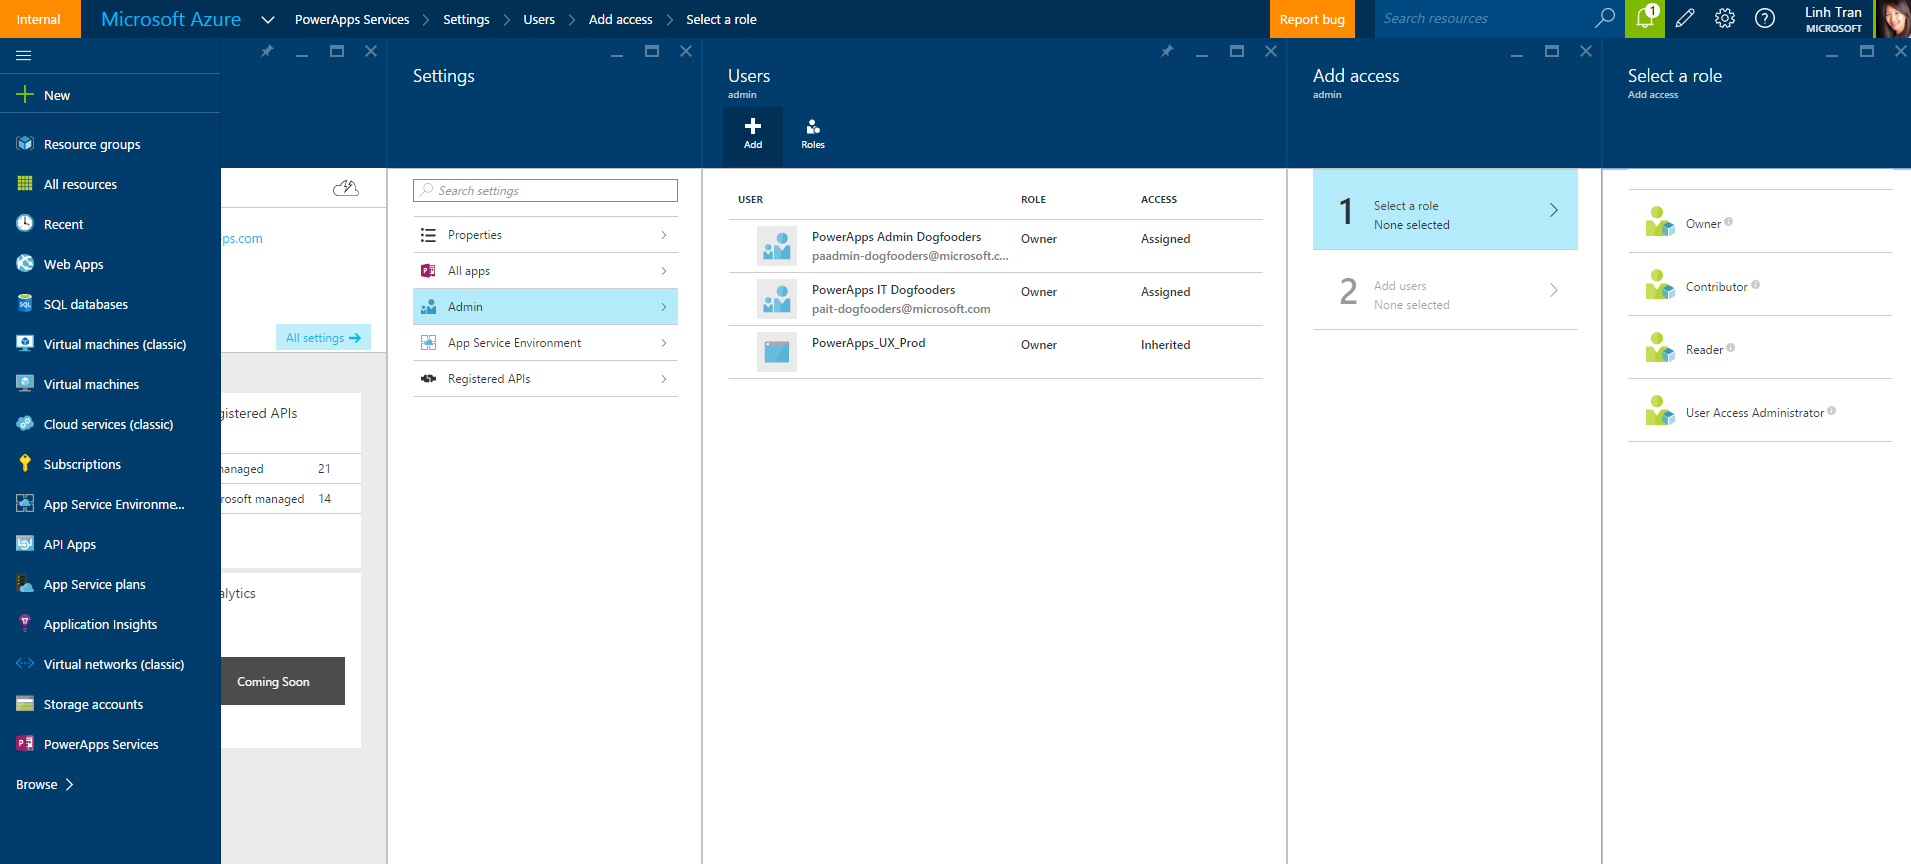 Internal
Microsoft Azure
PowerApps Services
Settings
Users
Add access
Select a role
Report bug
Search resources
1
Linh Tran
MICROSOFT
New
Resource groups
All resources
Recent
Web Apps
SQL databases
Virtual machines (classic)
Virtual machines
Cloud services (classic)
Subscriptions
App Service Environme...
API Apps
App Service plans
Application Insights
Virtual networks (classic)
Storage accounts
PowerApps Services
Browse
ps.com
All settings
gistered APIs
managed 21
rosoft managed 14
alytics
Coming Soon
Settings
Search settings
Properties
All apps
Admin
App Service Environment
Registered APIs
Users
admin
Add
Roles
USER ROLE ACCESS
PowerApps Admin Dogfooders Owner Assigned
paadmin-dogfooders@microsoft.c...
PowerApps IT Dogfooders Owner Assigned
pait-dogfooders@microsoft.com
PowerApps_UX_Prod Owner Inherited
Add access
admin
1
Select a role
None selected
2
Add users
None selected
Select a role
Add access
Owner
Contributor
Reader
User Access Administrator